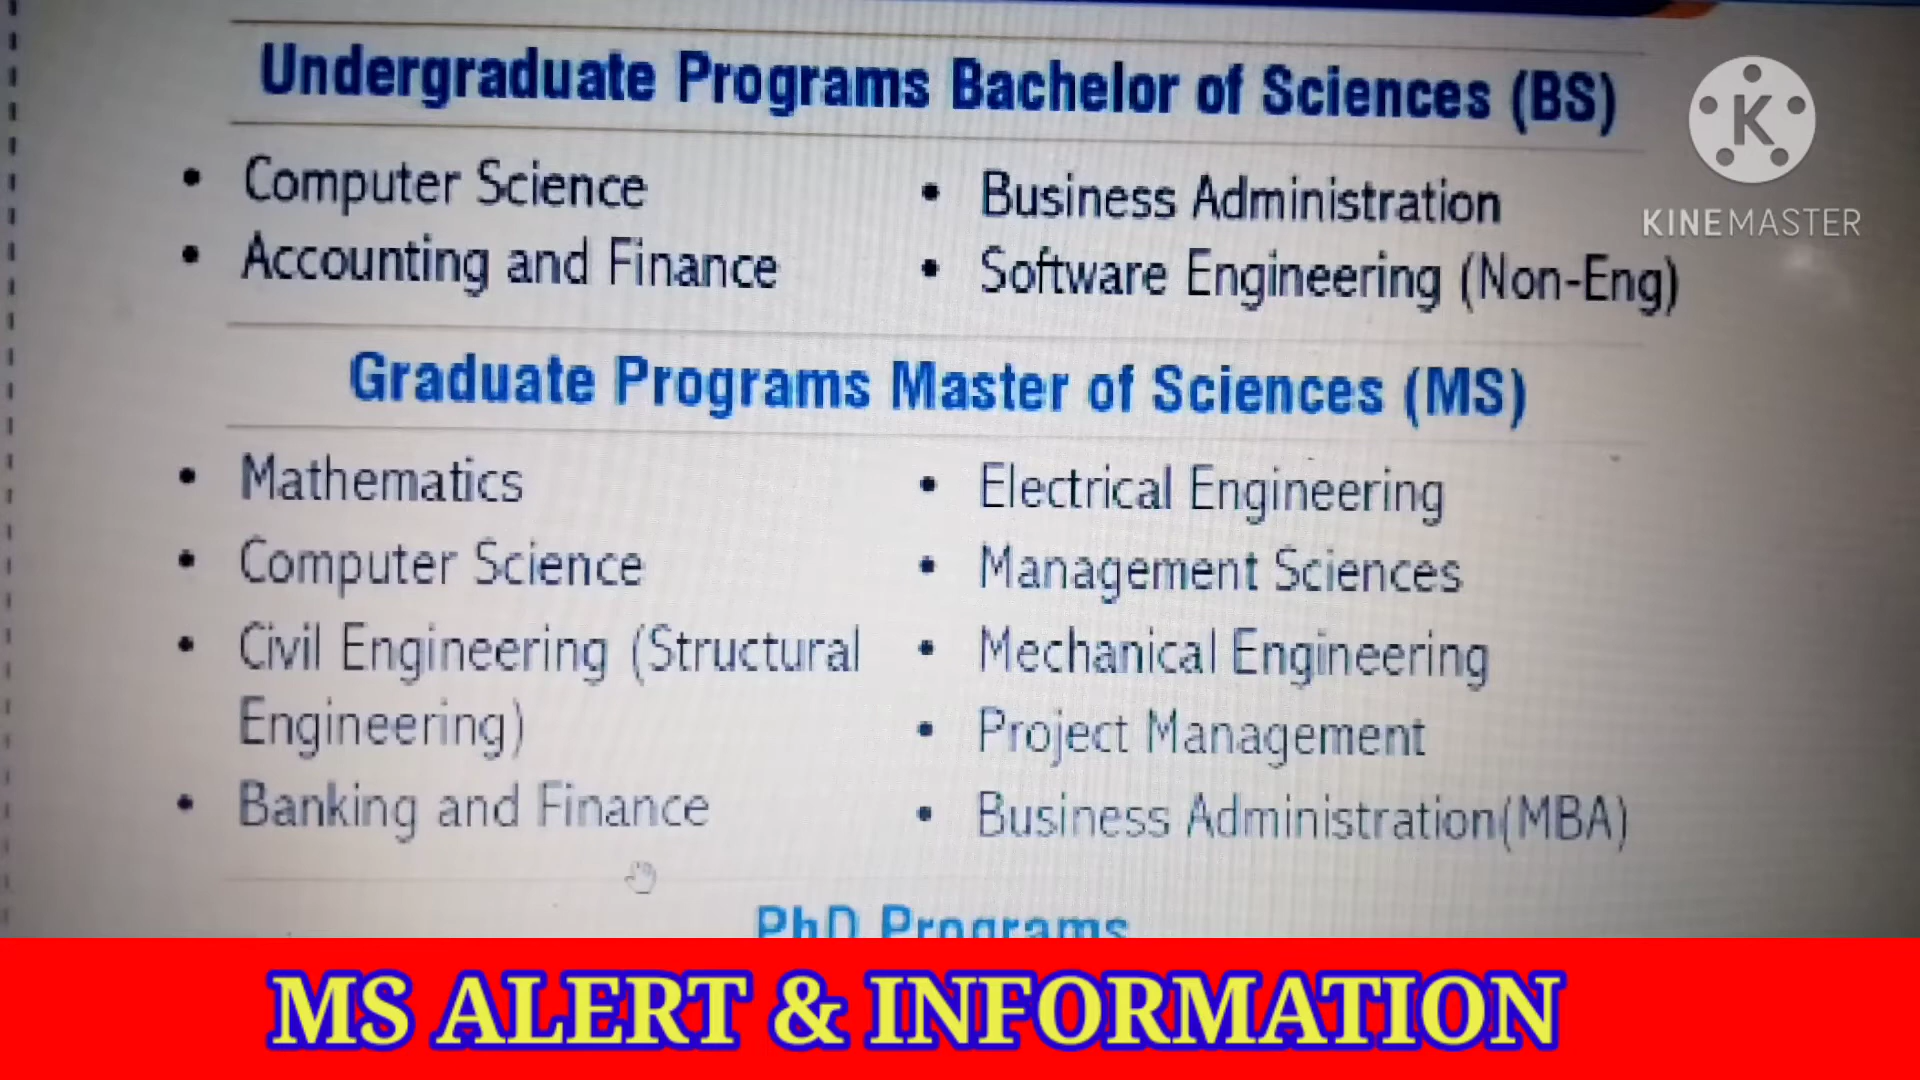 Undergraduate Programs Bachelor of Sciences (BS)
• Computer Science
• Accounting and Finance
• Business Administration
• Software Engineering (Non-Eng)
Graduate Programs Master of Sciences (MS)
• Mathematics
• Computer Science
• Civil Engineering (Structural
Engineering)
• Banking and Finance
• Electrical Engineering
• Management Sciences
• Mechanical Engineering
• Project Management
• Business Administration(MBA)
PhD Programs
K
KINEMASTER
MS ALERT & INFORMATION